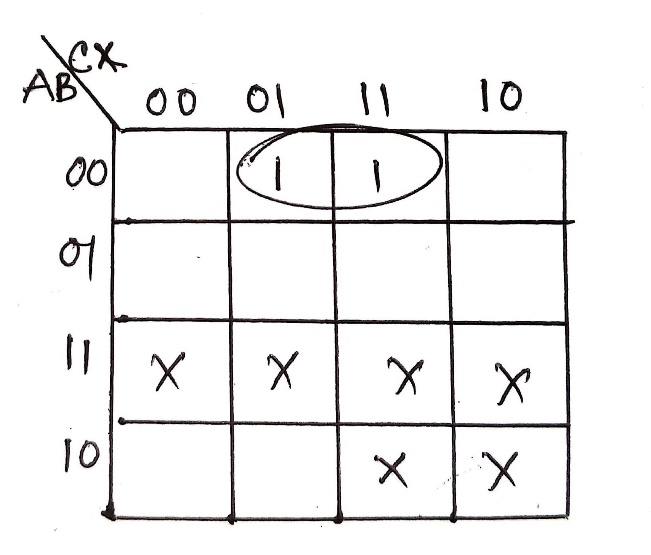 CX
AB
00 01 11 10
00 1 1
01
11 X X X X
10 X X